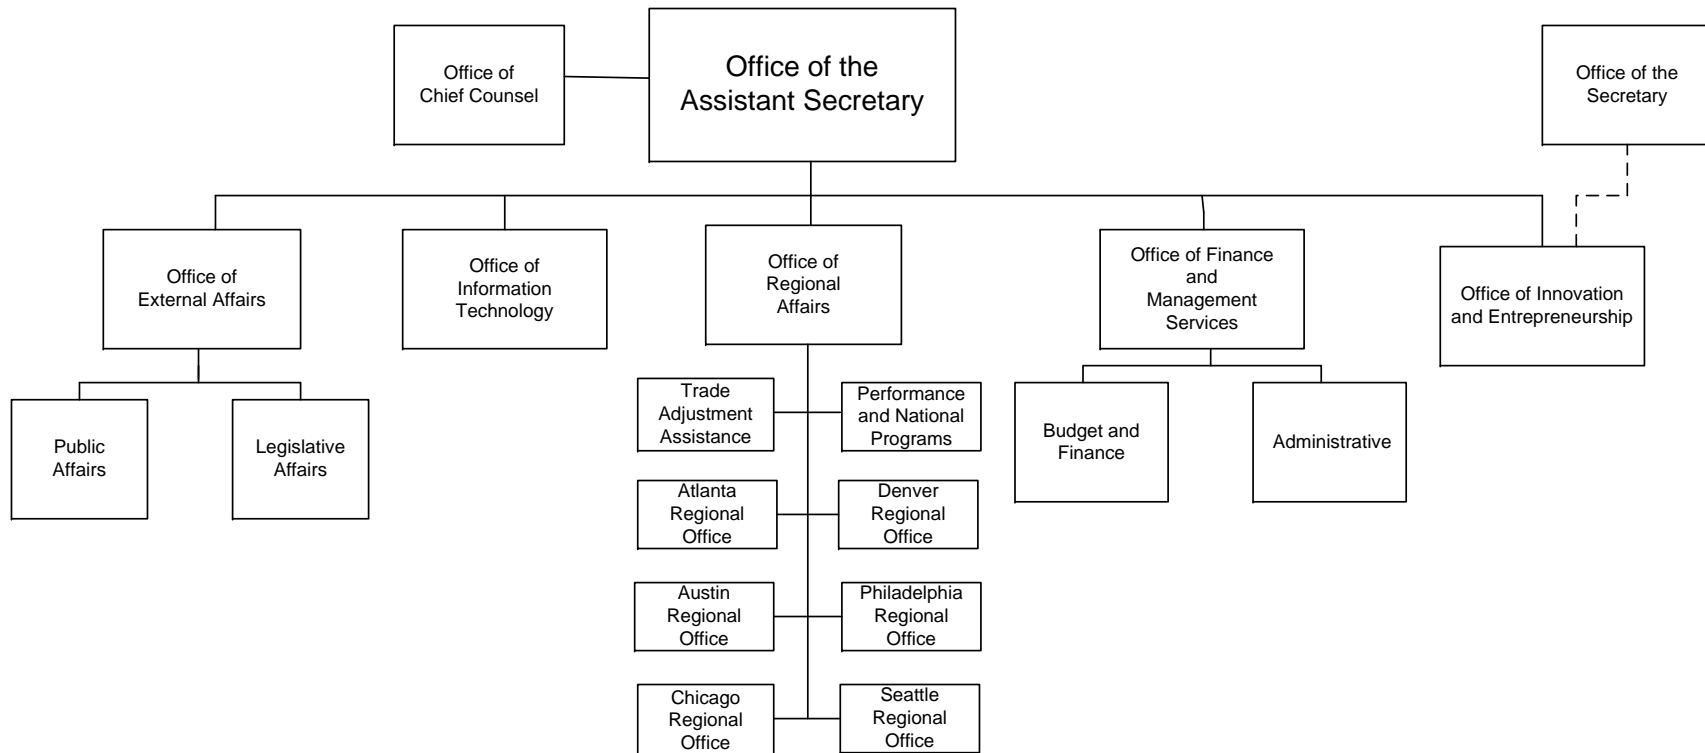 Office of
Chief Counsel
Office of the
Assistant Secretary
Office of the
Secretary
Office of
External Affairs
Office of
Information
Technology
Office of
Regional
Affairs
Office of Finance
and
Management
Services
Office of Innovation
and Entrepreneurship
Public
Affairs
Legislative
Affairs
Trade
Adjustment
Assistance
Performance
and National
Programs
Budget and
Finance
Administrative
Atlanta
Regional
Office
Denver
Regional
Office
Austin
Regional
Office
Philadelphia
Regional
Office
Chicago
Regional
Office
Seattle
Regional
Office